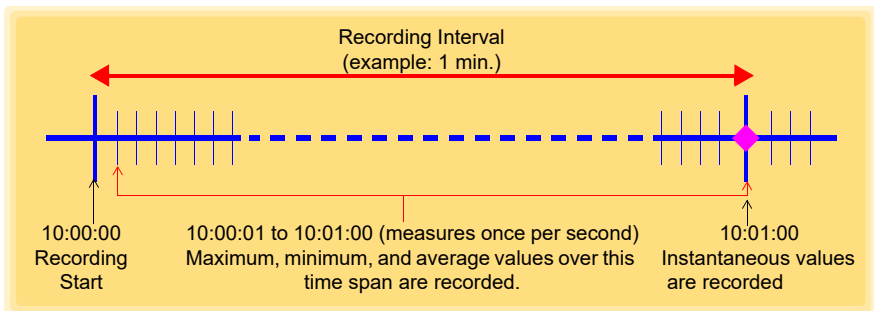 Recording Interval
(example: 1 min.)
10:00:00
Recording
Start
10:00:01 to 10:01:00 (measures once per second)
Maximum, minimum, and average values over this
time span are recorded.
10:01:00
Instantaneous values
are recorded